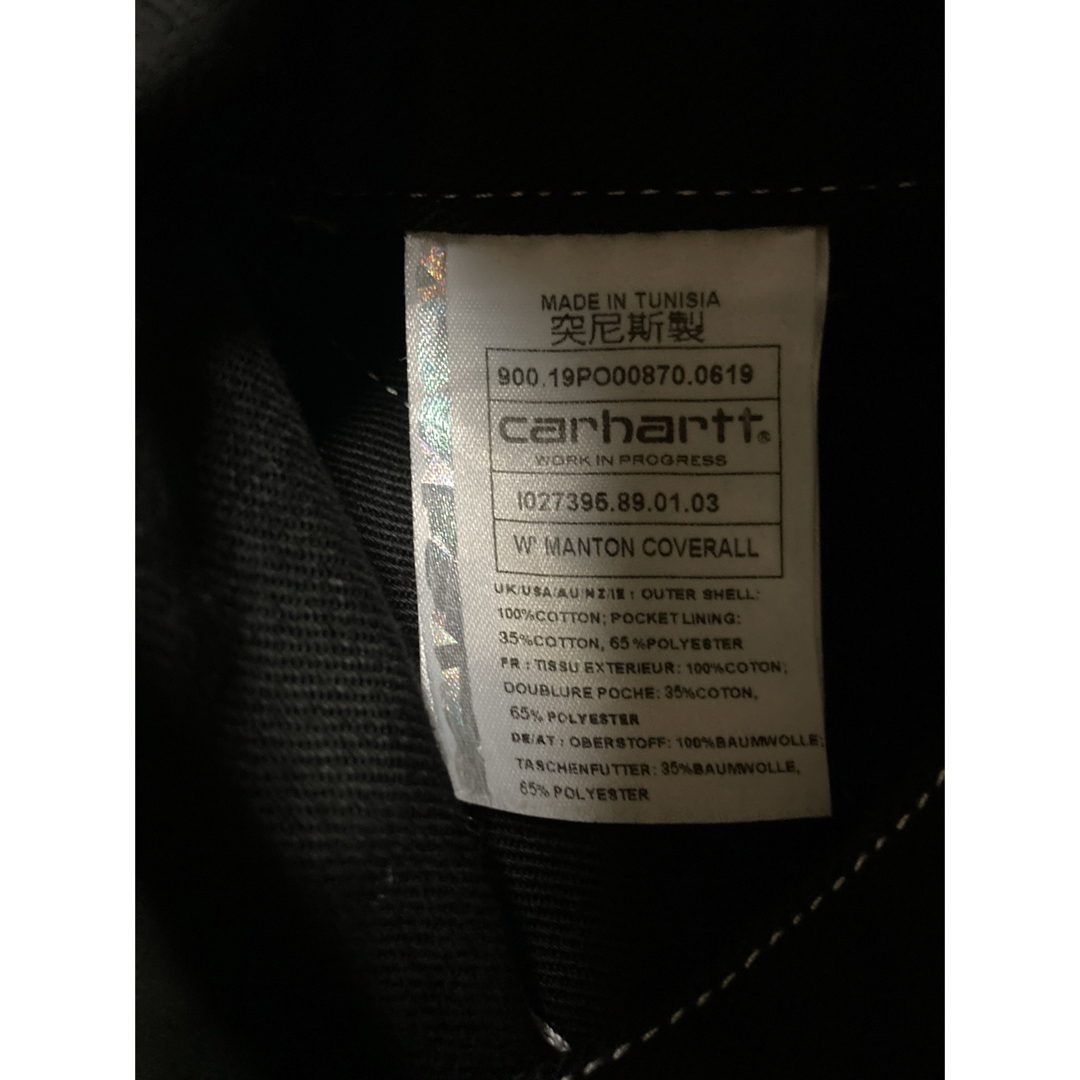 MADE IN TUNISIA
突尼斯製
900.19PO00870.0619
carhartt®
WORK IN PROGRESS
I027395.89.01.03
W' MANTON COVERALL
UK/USA/AU/NZ/IE : OUTER SHELL:
100%COTTON; POCKET LINING:
35%COTTON, 65%POLYESTER
FR : TISSU EXTERIEUR: 100%COTON;
DOUBLURE POCHE: 35%COTON,
65% POLYESTER
DE/AT : OBERSTOFF: 100%BAUMWOLLE;
TASCHENFUTTER: 35%BAUMWOLLE,
65% POLYESTER